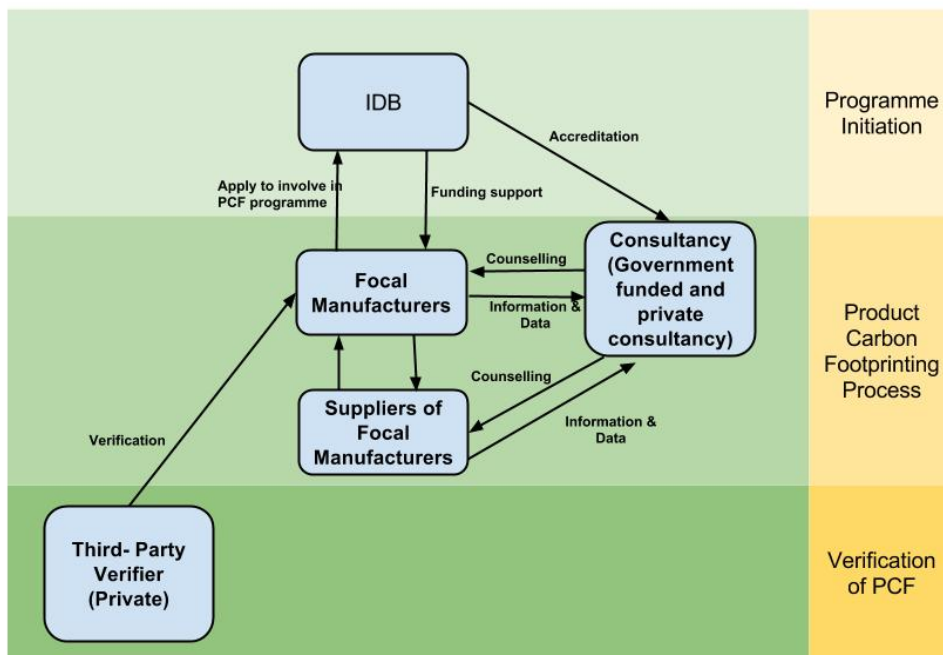 IDB
Programme
Initiation
Accreditation
Apply to involve in
PCF programme
Funding support
Consultancy
(Government
funded and
private
consultancy)
Counselling
Focal
Manufacturers
Information &
Data
Product
Carbon
Footprinting
Process
Counselling
Suppliers of
Focal
Manufacturers
Information &
Data
Verification
Third- Party
Verifier
(Private)
Verification
of PCF